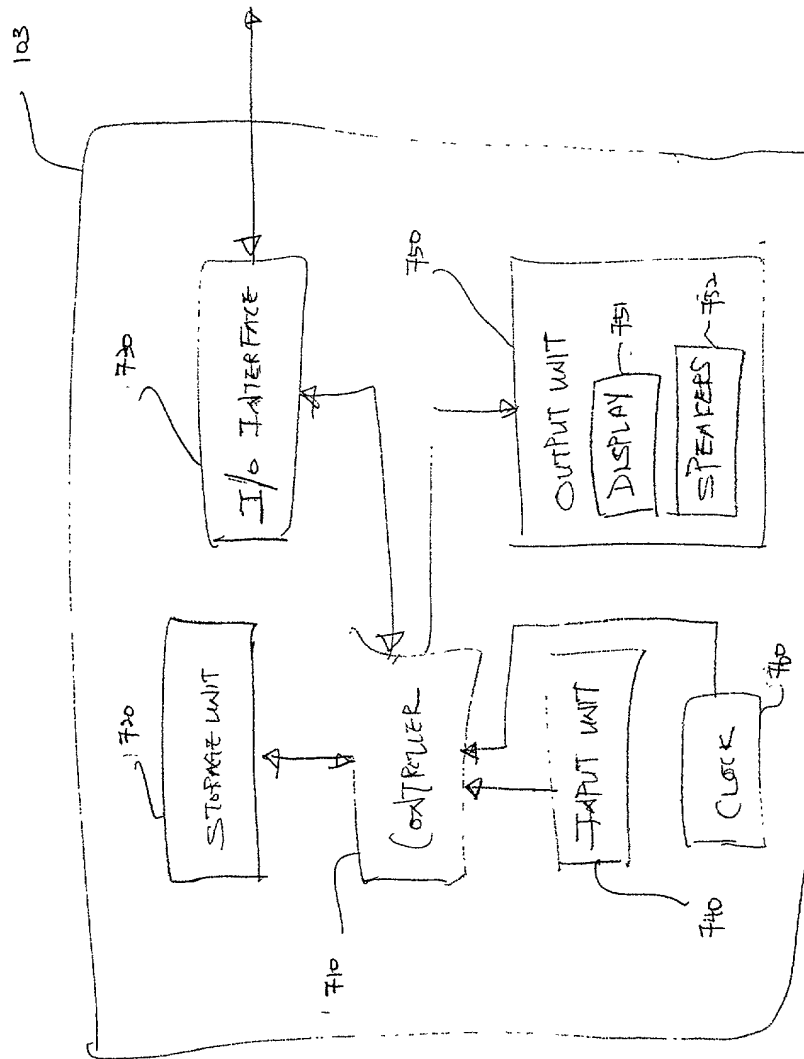 103
720
STORAGE UNIT
730
I/O INTERFACE
710
CONTROLLER
750
OUTPUT UNIT
751
DISPLAY
752
SPEAKERS
INPUT UNIT
740
CLOCK
760